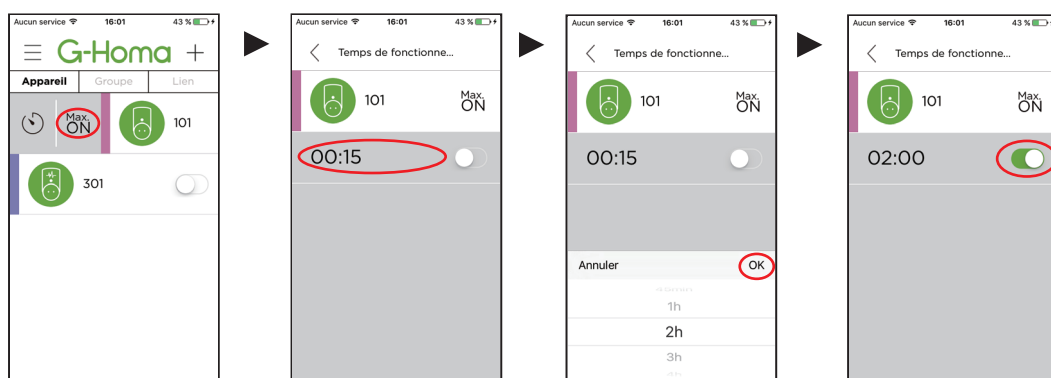 Aucun service 16:01 43 %
G-Homa
Appareil Groupe Lien
Max.
ON
101
301
Aucun service 16:01 43 %
Temps de fonctionne...
101
Max.
ON
00:15
Aucun service 16:01 43 %
Temps de fonctionne...
101
Max.
ON
00:15
Annuler OK
1h
2h
3h
4h
Aucun service 16:01 43 %
Temps de fonctionne...
101
Max.
ON
02:00